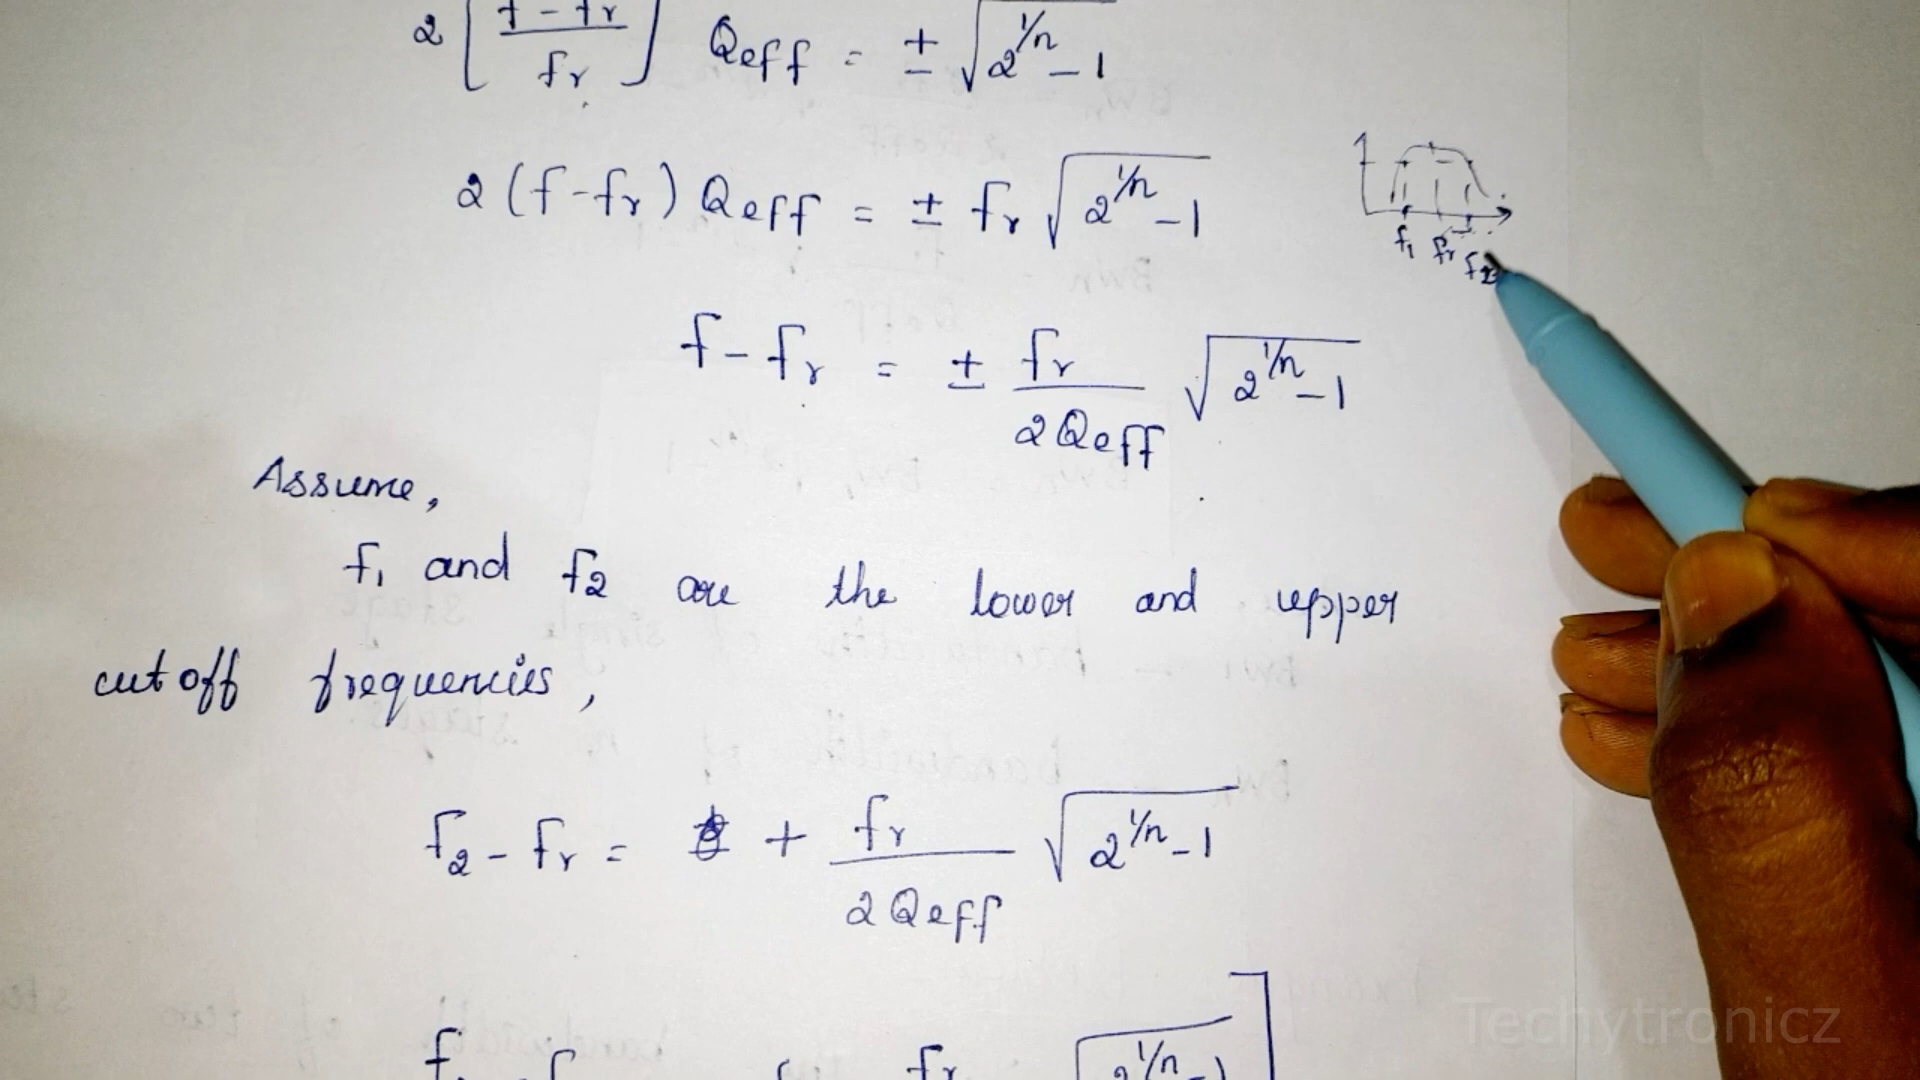 2 [ (f - fr) / fr ] Qeff = ± √(2^(1/n) - 1)
2 (f - fr) Qeff = ± fr √(2^(1/n) - 1)
f1 fr f2
f - fr = ± fr / 2Qeff √(2^(1/n) - 1)
Assume,
f1 and f2 are the lower and upper
cut off frequencies,
f2 - fr = + fr / 2Qeff √(2^(1/n) - 1)
Techytronicz